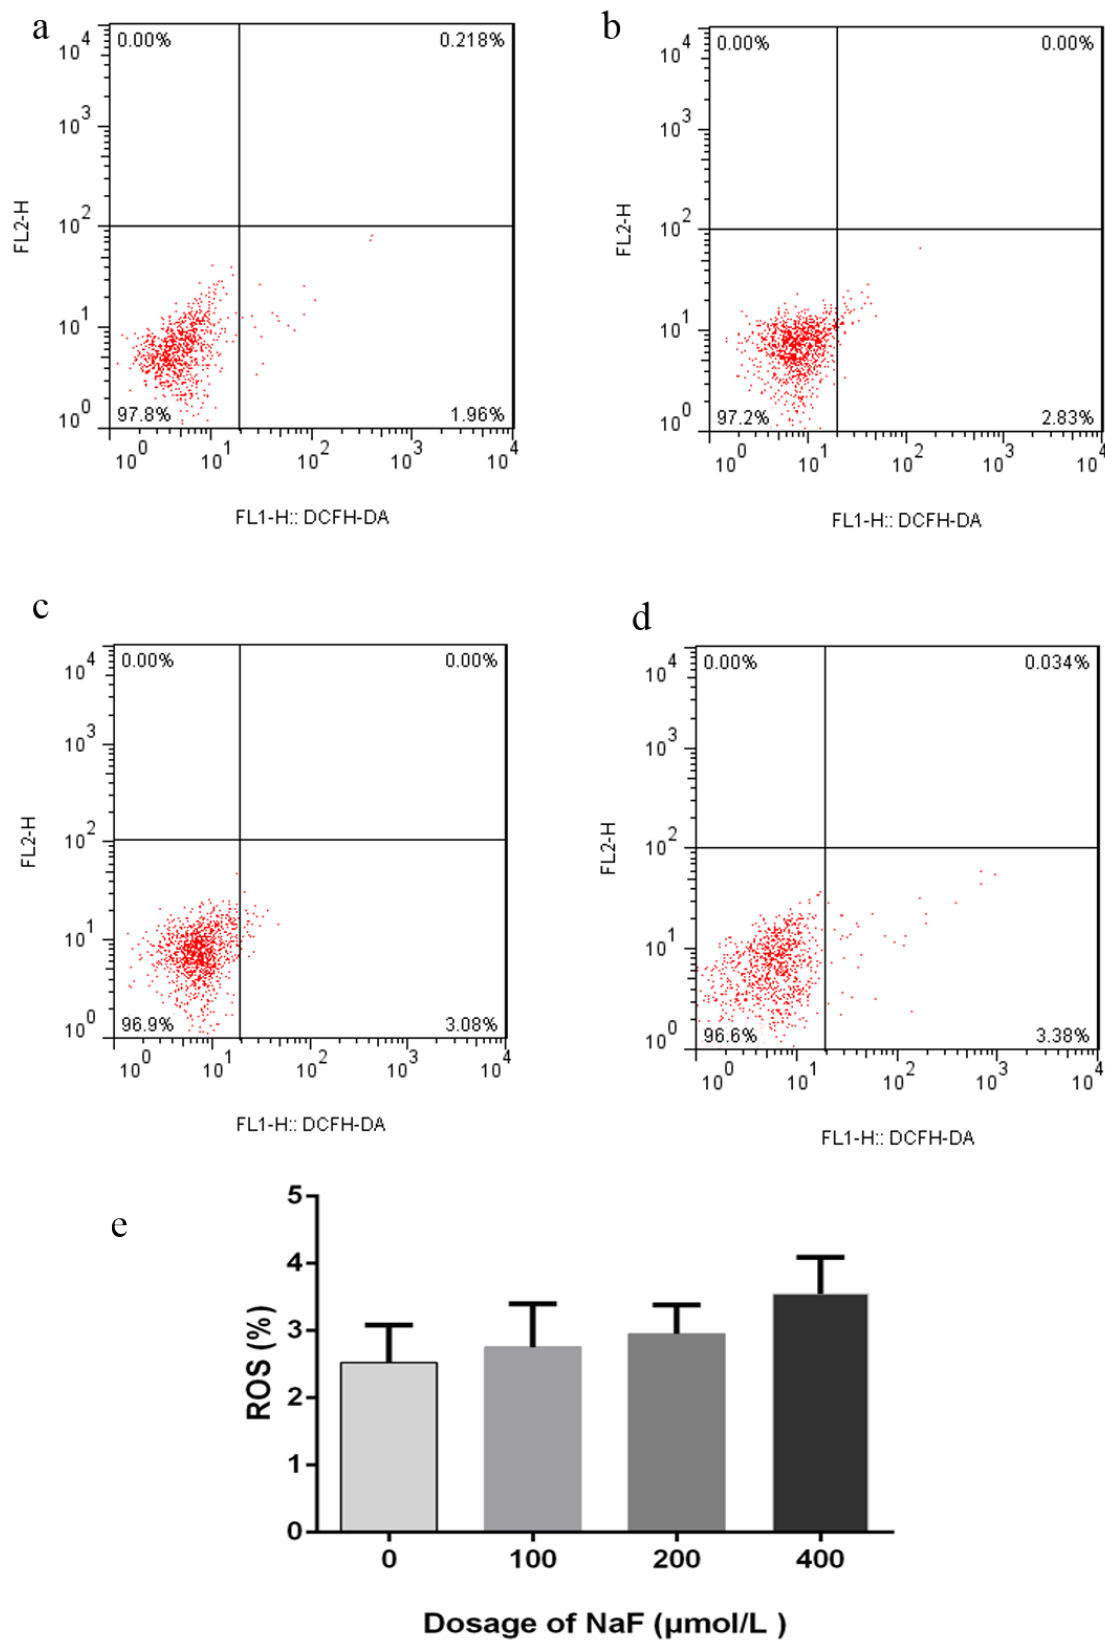 a
b
0.00% 0.218%
0.00% 0.00%
10^4
10^3
10^2
10^1
10^0
FL2-H
97.8% 1.96%
10^0 10^1 10^2 10^3 10^4
FL1-H:: DCFH-DA
10^4
10^3
10^2
10^1
10^0
FL2-H
97.2% 2.83%
10^0 10^1 10^2 10^3 10^4
FL1-H:: DCFH-DA
c
d
0.00% 0.00%
10^4
10^3
10^2
10^1
10^0
FL2-H
96.9% 3.08%
10^0 10^1 10^2 10^3 10^4
FL1-H:: DCFH-DA
0.00% 0.034%
10^4
10^3
10^2
10^1
10^0
FL2-H
96.6% 3.38%
10^0 10^1 10^2 10^3 10^4
FL1-H:: DCFH-DA
e
5
4
3
2
1
0
ROS (%)
0 100 200 400
Dosage of NaF (μmol/L )